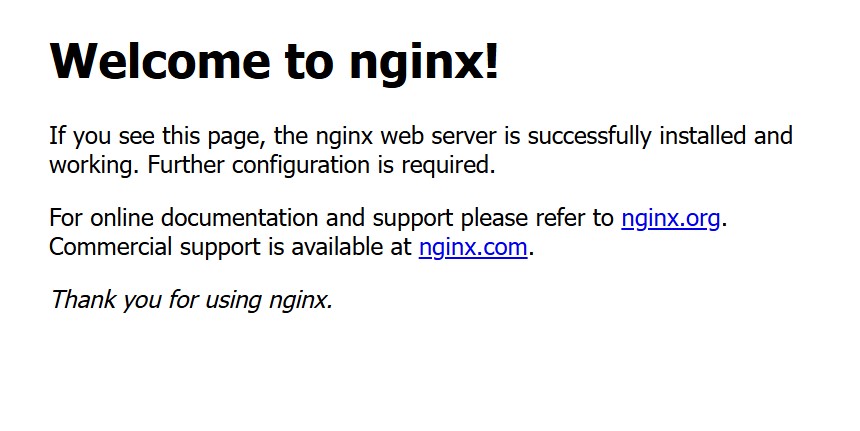 Welcome to nginx!
If you see this page, the nginx web server is successfully installed and
working. Further configuration is required.
For online documentation and support please refer to nginx.org.
Commercial support is available at nginx.com.
Thank you for using nginx.